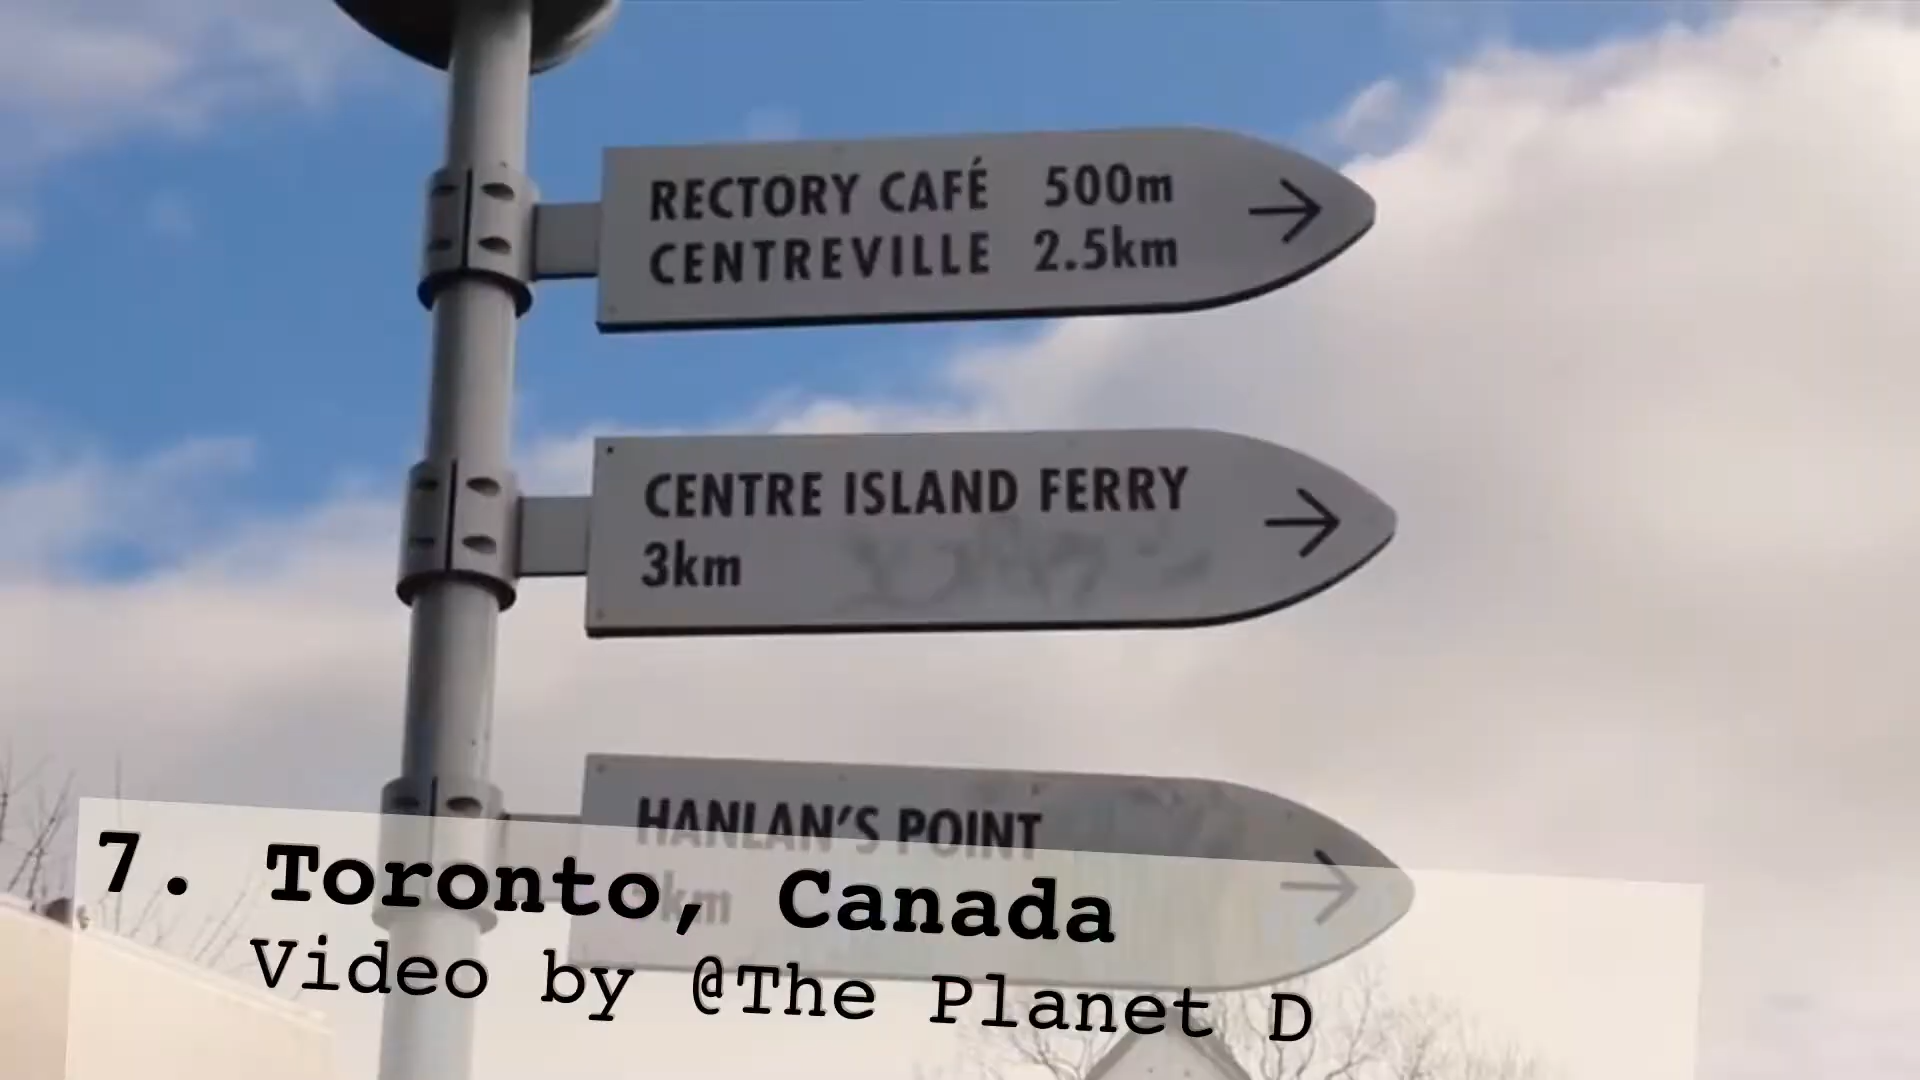 RECTORY CAFÉ 500m
CENTREVILLE 2.5km
CENTRE ISLAND FERRY
3km
HANLAN'S POINT
km
7. Toronto, Canada
Video by @The Planet D